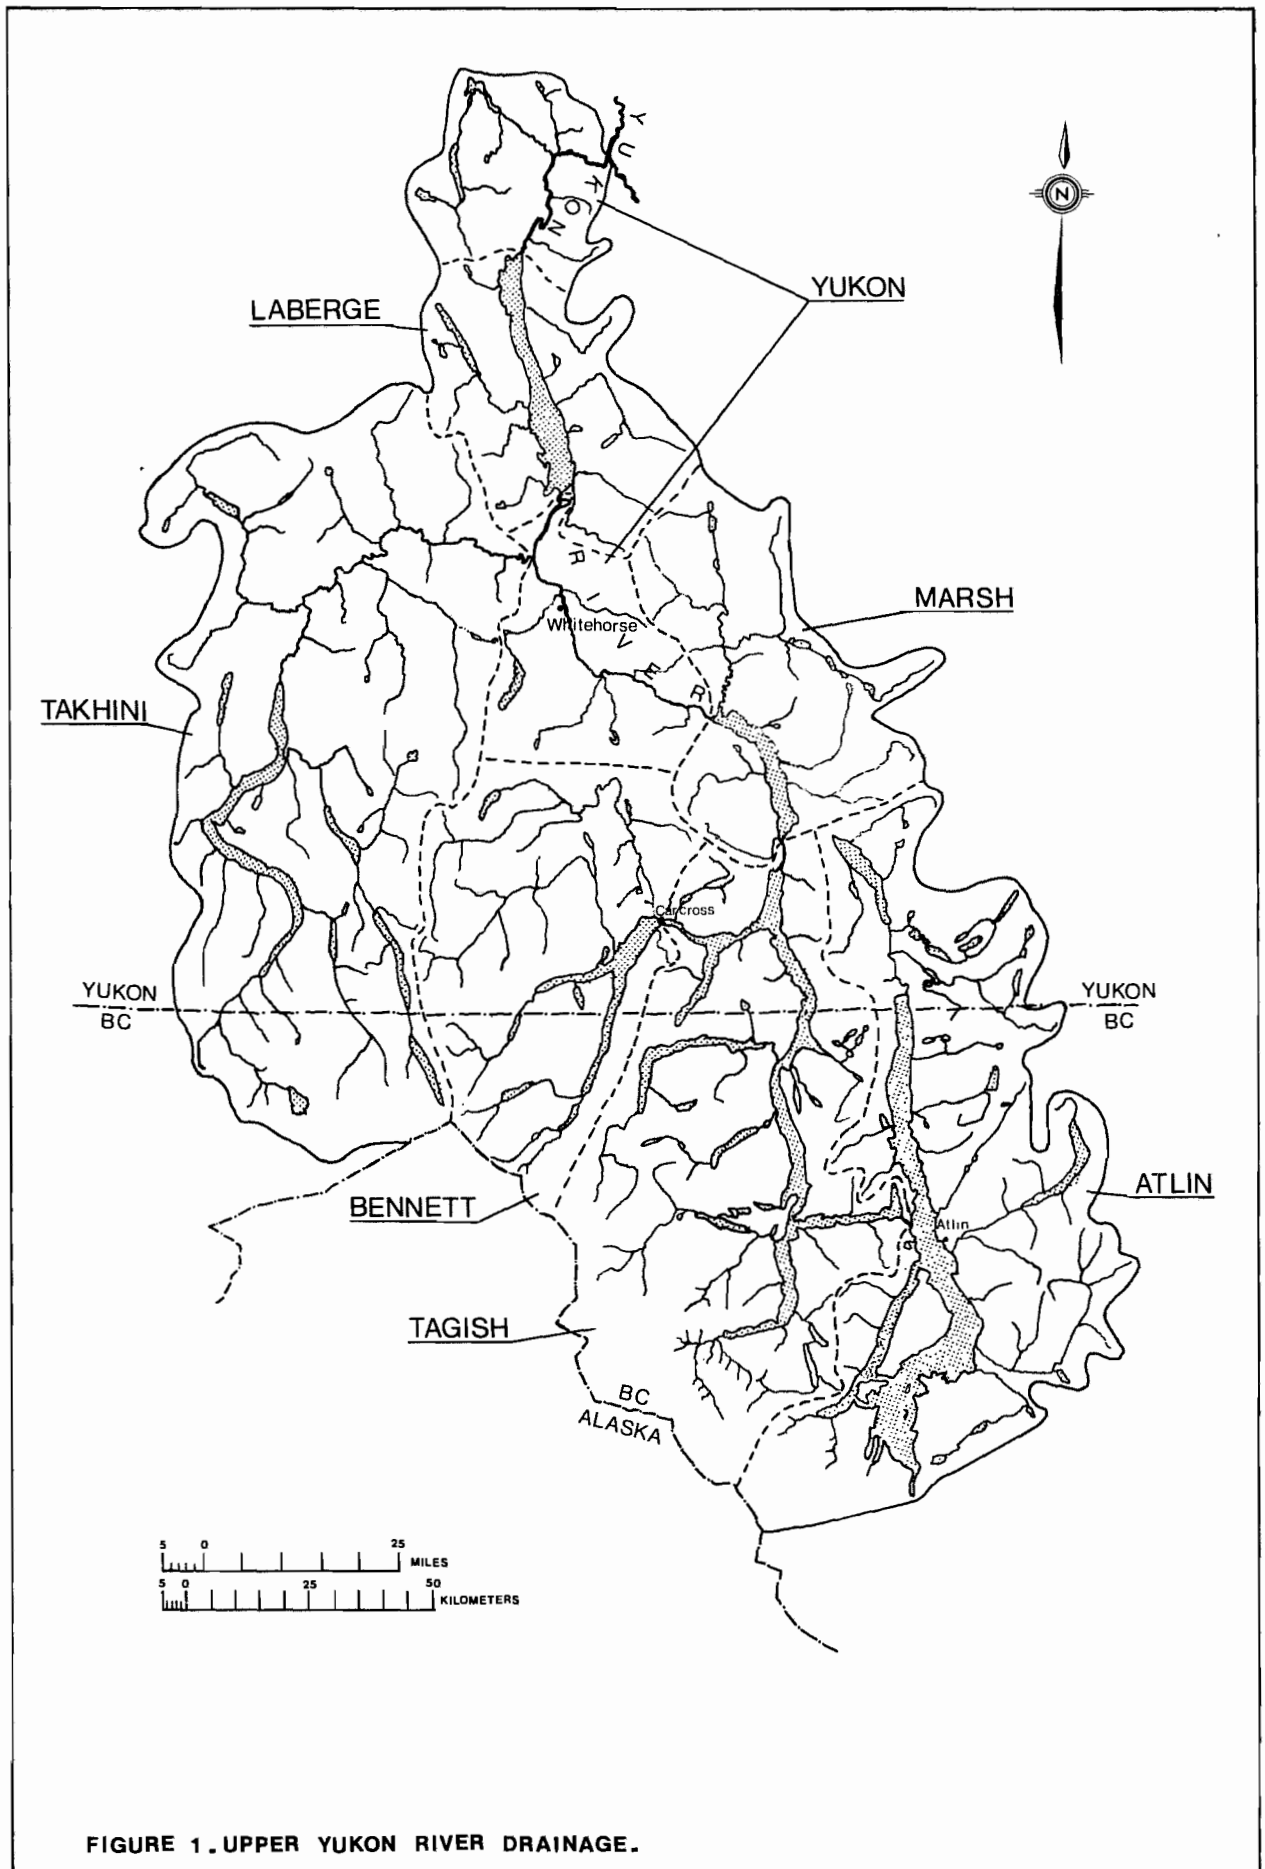 YUKON
N
YUKON
LABERGE
MARSH
RIVER
Whitehorse
TAKHINI
Carcross
YUKON
BC
YUKON
BC
ATLIN
BENNETT
Atlin
TAGISH
BC
ALASKA
5 0 25
MILES
5 0 25 50
KILOMETERS
FIGURE 1. UPPER YUKON RIVER DRAINAGE.